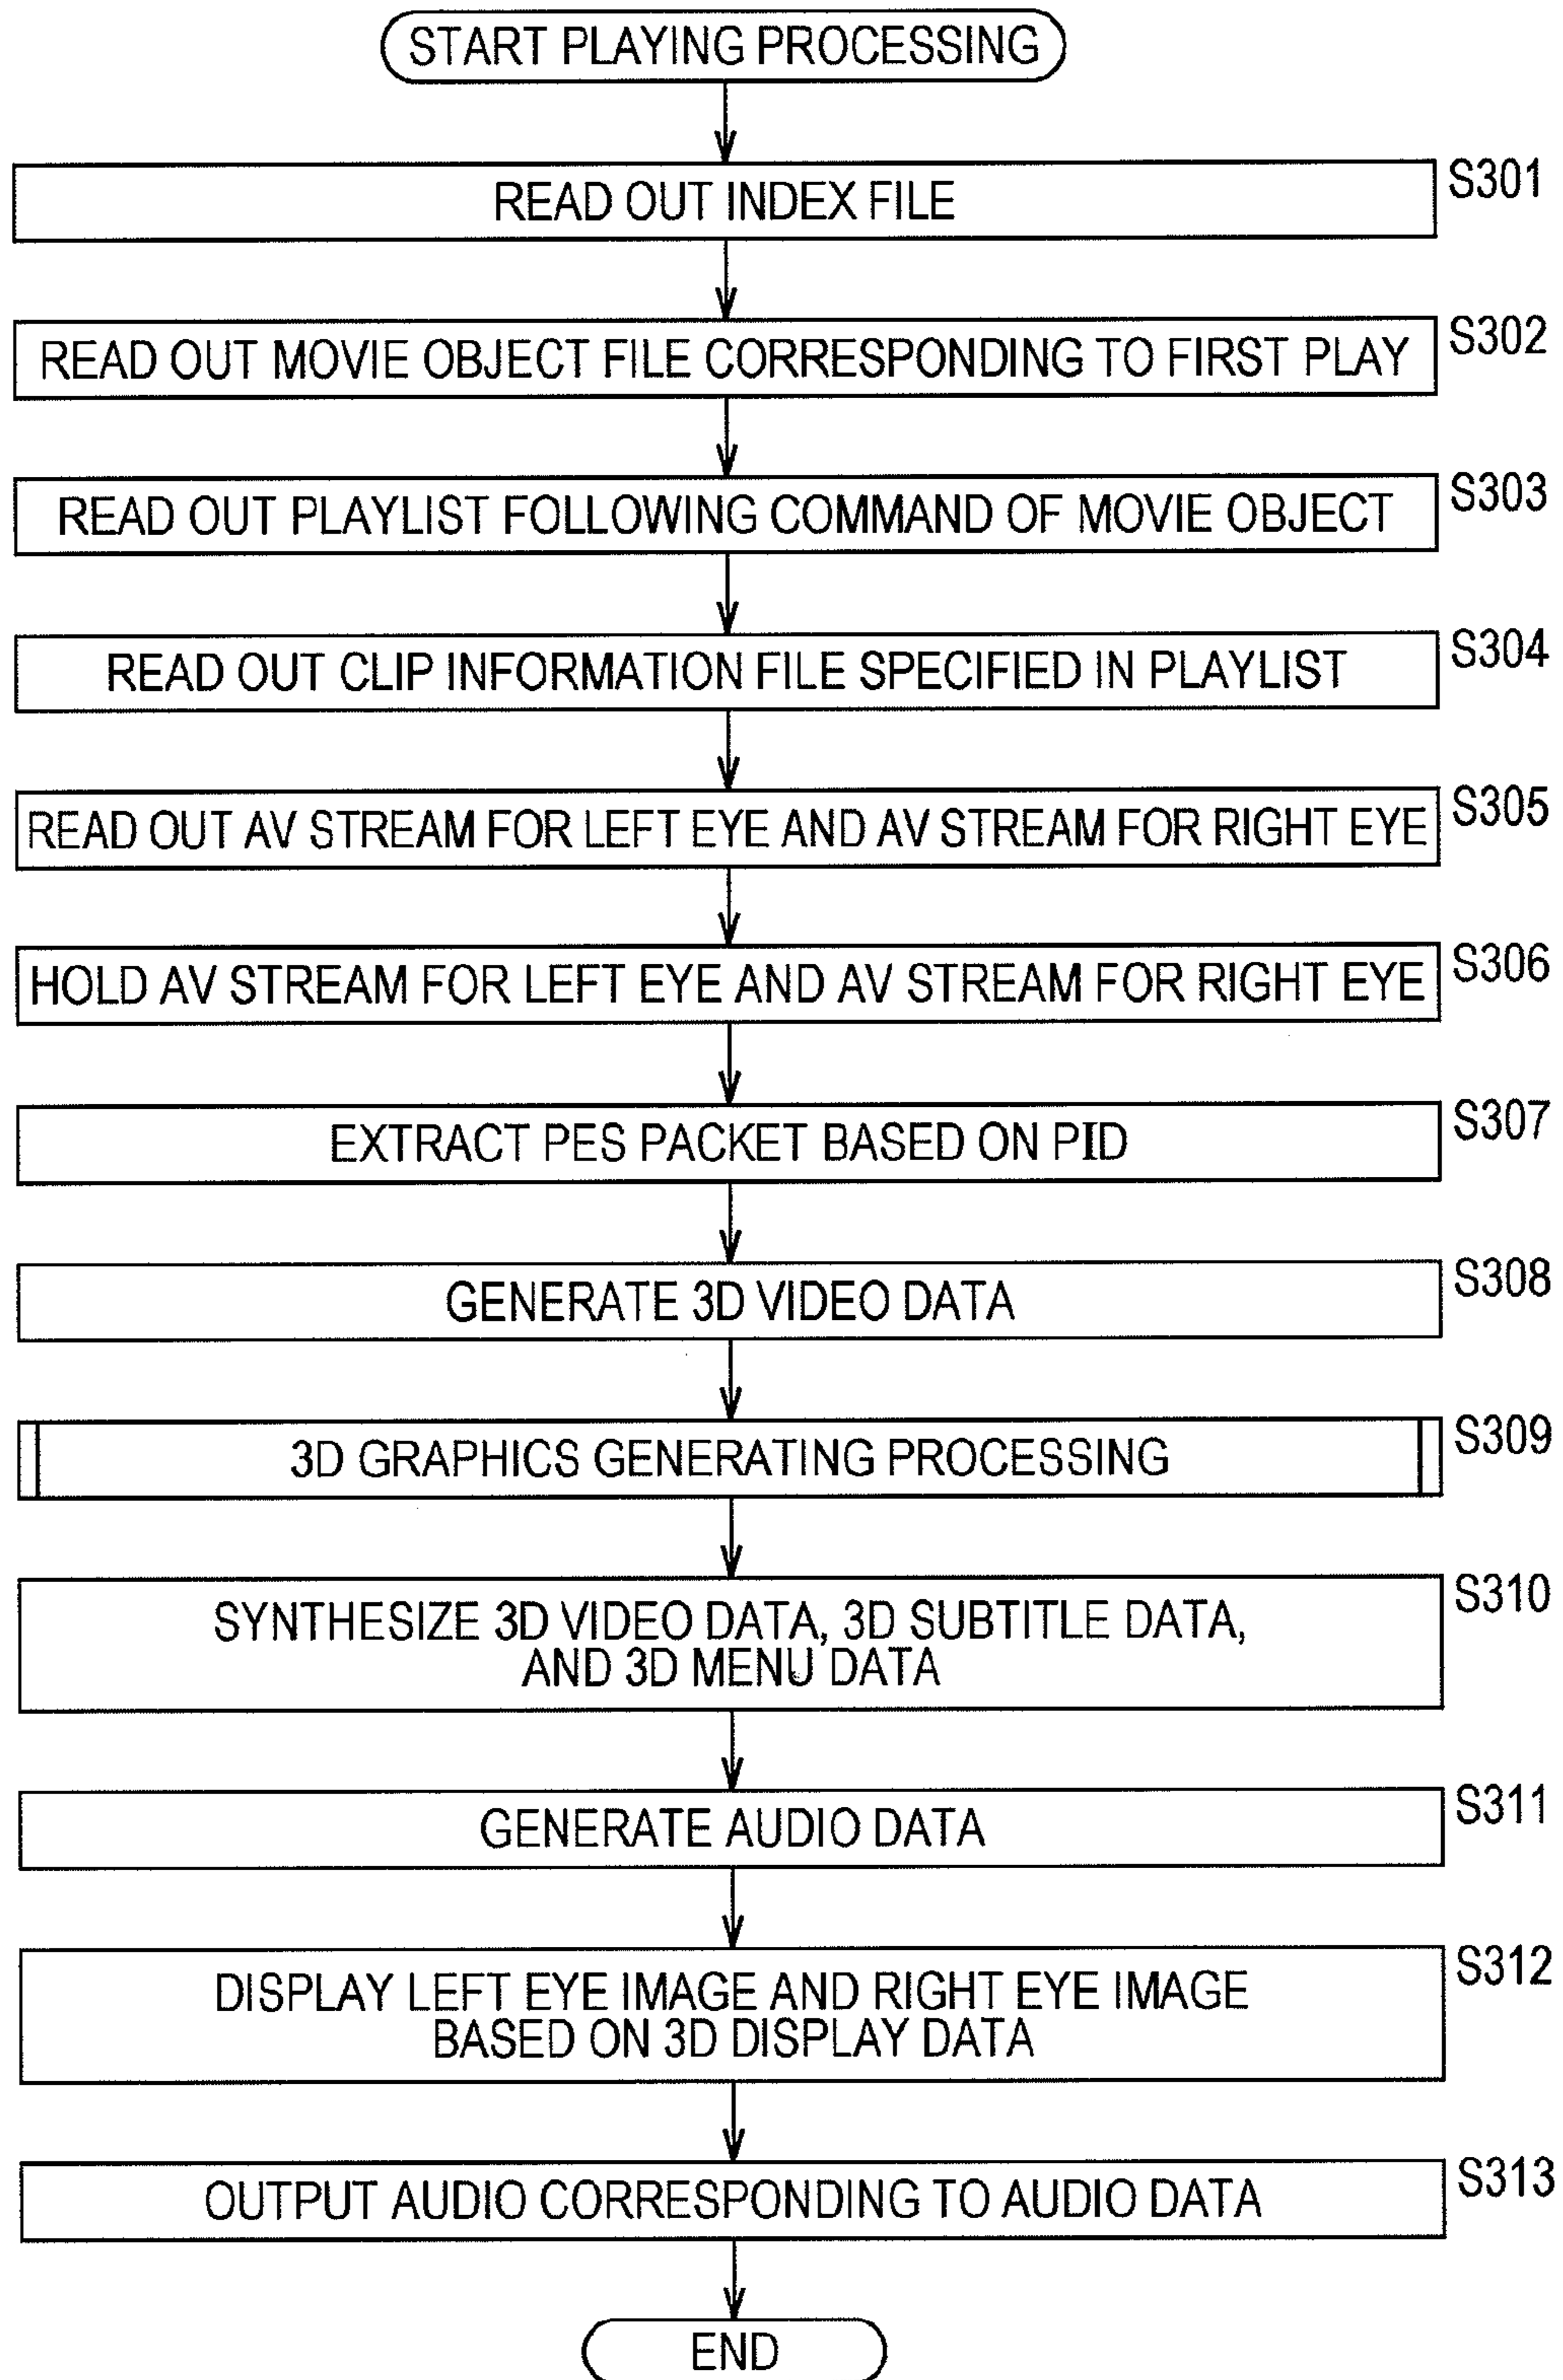 START PLAYING PROCESSING
READ OUT INDEX FILE
S301
READ OUT MOVIE OBJECT FILE CORRESPONDING TO FIRST PLAY
S302
READ OUT PLAYLIST FOLLOWING COMMAND OF MOVIE OBJECT
S303
READ OUT CLIP INFORMATION FILE SPECIFIED IN PLAYLIST
S304
READ OUT AV STREAM FOR LEFT EYE AND AV STREAM FOR RIGHT EYE
S305
HOLD AV STREAM FOR LEFT EYE AND AV STREAM FOR RIGHT EYE
S306
EXTRACT PES PACKET BASED ON PID
S307
GENERATE 3D VIDEO DATA
S308
3D GRAPHICS GENERATING PROCESSING
S309
SYNTHESIZE 3D VIDEO DATA, 3D SUBTITLE DATA,
AND 3D MENU DATA
S310
GENERATE AUDIO DATA
S311
DISPLAY LEFT EYE IMAGE AND RIGHT EYE IMAGE
BASED ON 3D DISPLAY DATA
S312
OUTPUT AUDIO CORRESPONDING TO AUDIO DATA
S313
END